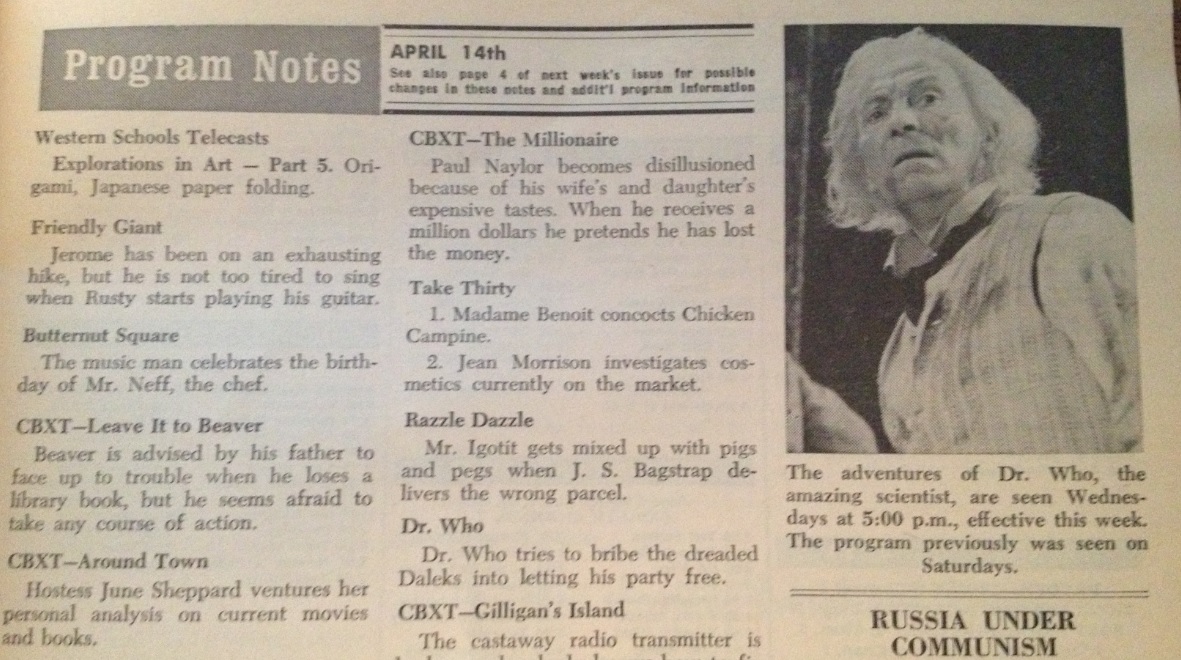 Program Notes
APRIL 14th
See also page 4 of next week's issue for possible
changes in these notes and addit'l program information
Western Schools Telecasts
Explorations in Art — Part 5. Ori-
gami, Japanese paper folding.
Friendly Giant
Jerome has been on an exhausting
hike, but he is not too tired to sing
when Rusty starts playing his guitar.
Butternut Square
The music man celebrates the birth-
day of Mr. Neff, the chef.
CBXT—Leave It to Beaver
Beaver is advised by his father to
face up to trouble when he loses a
library book, but he seems afraid to
take any course of action.
CBXT—Around Town
Hostess June Sheppard ventures her
personal analysis on current movies
and books.
CBXT—The Millionaire
Paul Naylor becomes disillusioned
because of his wife's and daughter's
expensive tastes. When he receives a
million dollars he pretends he has lost
the money.
Take Thirty
1. Madame Benoit concocts Chicken
Campine.
2. Jean Morrison investigates cos-
metics currently on the market.
Razzle Dazzle
Mr. Igotit gets mixed up with pigs
and pegs when J. S. Bagstrap de-
livers the wrong parcel.
Dr. Who
Dr. Who tries to bribe the dreaded
Daleks into letting his party free.
CBXT—Gilligan's Island
The castaway radio transmitter is
The adventures of Dr. Who, the
amazing scientist, are seen Wednes-
days at 5:00 p.m., effective this week.
The program previously was seen on
Saturdays.
RUSSIA UNDER
COMMUNISM